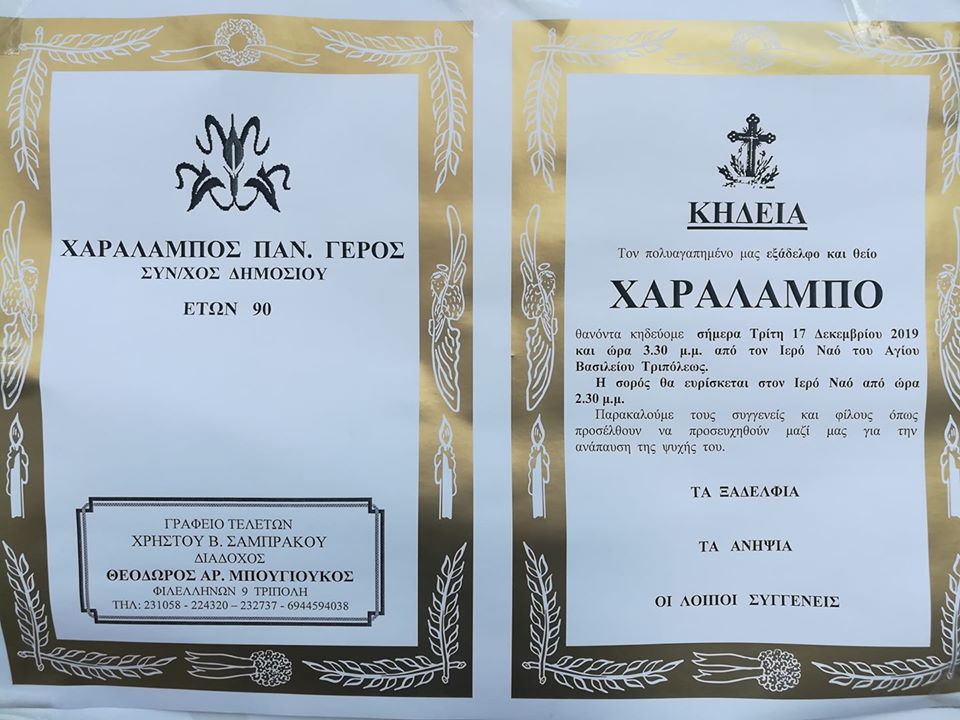 ΧΑΡΑΛΑΜΠΟΣ ΠΑΝ. ΓΕΡΟΣ
ΣΥΝ/ΧΟΣ ΔΗΜΟΣΙΟΥ
ΕΤΩΝ 90
ΓΡΑΦΕΙΟ ΤΕΛΕΤΩΝ
ΧΡΗΣΤΟΥ Β. ΣΑΜΠΡΑΚΟΥ
ΔΙΑΔΟΧΟΣ
ΘΕΟΔΩΡΟΣ ΑΡ. ΜΠΟΥΓΙΟΥΚΟΣ
ΦΙΛΕΛΛΗΝΩΝ 9 ΤΡΙΠΟΛΗ
ΤΗΛ: 231058 - 224320 – 232737 - 6944594038
ΚΗΔΕΙΑ
Τον πολυαγαπημένο μας εξάδελφο και θείο
ΧΑΡΑΛΑΜΠΟ
θανόντα κηδεύομε σήμερα Τρίτη 17 Δεκεμβρίου 2019
και ώρα 3.30 μ.μ. από τον Ιερό Ναό του Αγίου
Βασιλείου Τριπόλεως.
Η σορός θα ευρίσκεται στον Ιερό Ναό από ώρα
2.30 μ.μ.
Παρακαλούμε τους συγγενείς και φίλους όπως
προσέλθουν να προσευχηθούν μαζί μας για την
ανάπαυση της ψυχής του.
ΤΑ ΞΑΔΕΛΦΙΑ
ΤΑ ΑΝΗΨΙΑ
ΟΙ ΛΟΙΠΟΙ ΣΥΓΓΕΝΕΙΣ